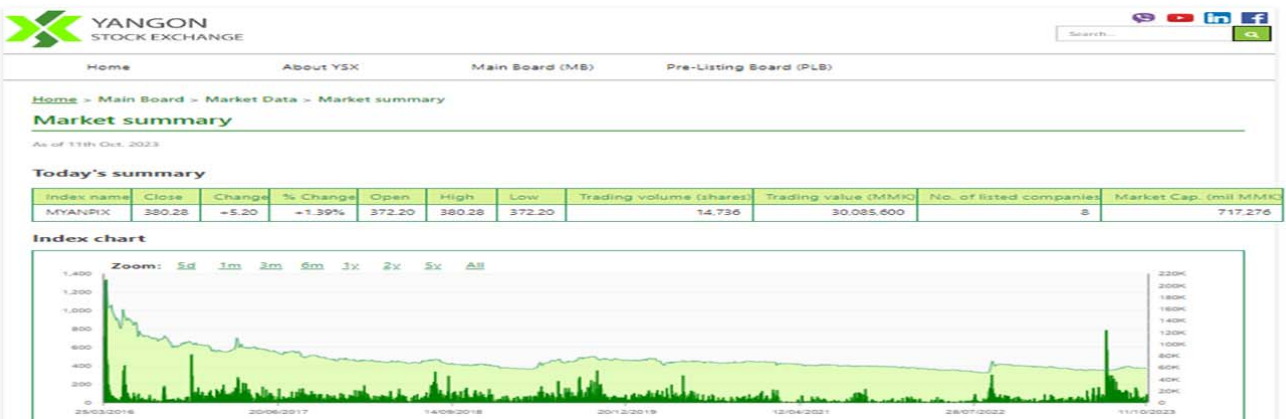 YANGON
STOCK EXCHANGE
Search...
Home About YSX Main Board (MB) Pre-Listing Board (PLB)
Home > Main Board > Market Data > Market summary
Market summary
As of 11th Oct, 2023
Today's summary
Index name Close Change % Change Open High Low Trading volume (shares) Trading value (MMK) No. of listed companies Market Cap. (mil MMK)
MYANPIX 380.28 +5.20 +1.39% 372.20 380.28 372.20 14,736 30,085,600 8 717,276
Index chart
Zoom: 5d 1m 3m 6m 1y 2y 5y All
1,400 220K
1,200 200K
1,000 180K
800 160K
600 140K
400 120K
200 100K
0 80K
60K
40K
20K
0
25/03/2016 20/06/2017 14/09/2018 20/12/2019 12/04/2021 28/07/2022 11/10/2023